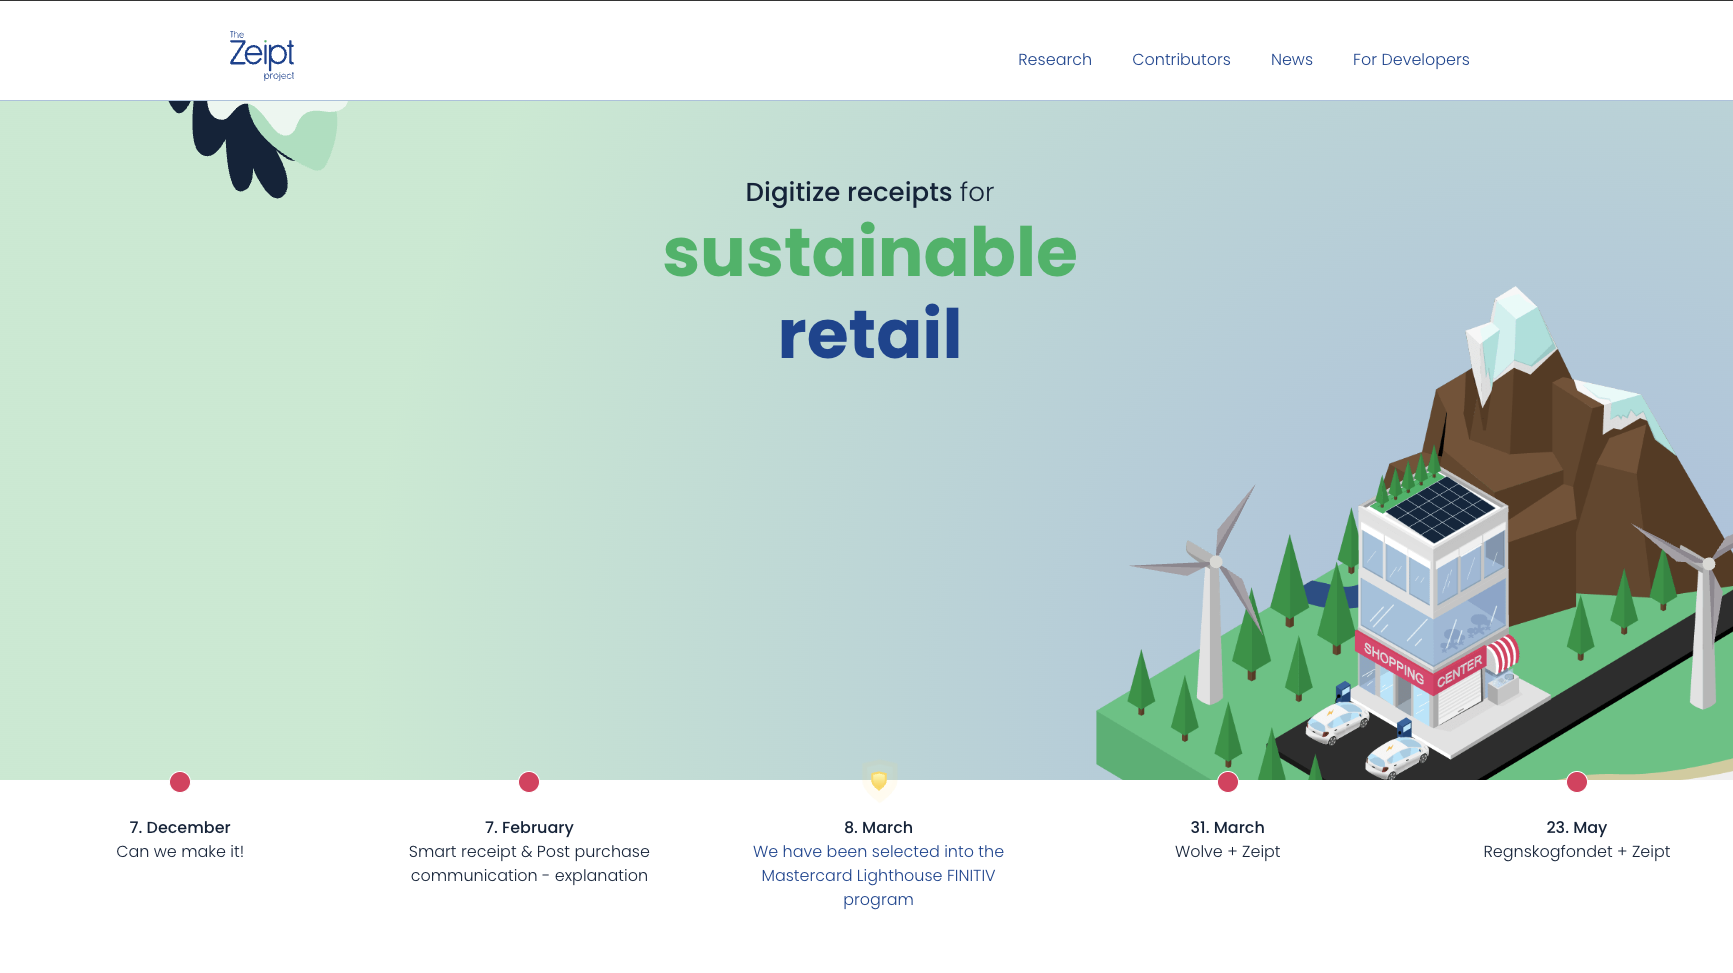 The
Zeipt
project
Research
Contributors
News
For Developers
Digitize receipts for
sustainable
retail
SHOPPING CENTER
7. December
Can we make it!
7. February
Smart receipt & Post purchase
communication - explanation
8. March
We have been selected into the
Mastercard Lighthouse FINITIV
program
31. March
Wolve + Zeipt
23. May
Regnskogfondet + Zeipt